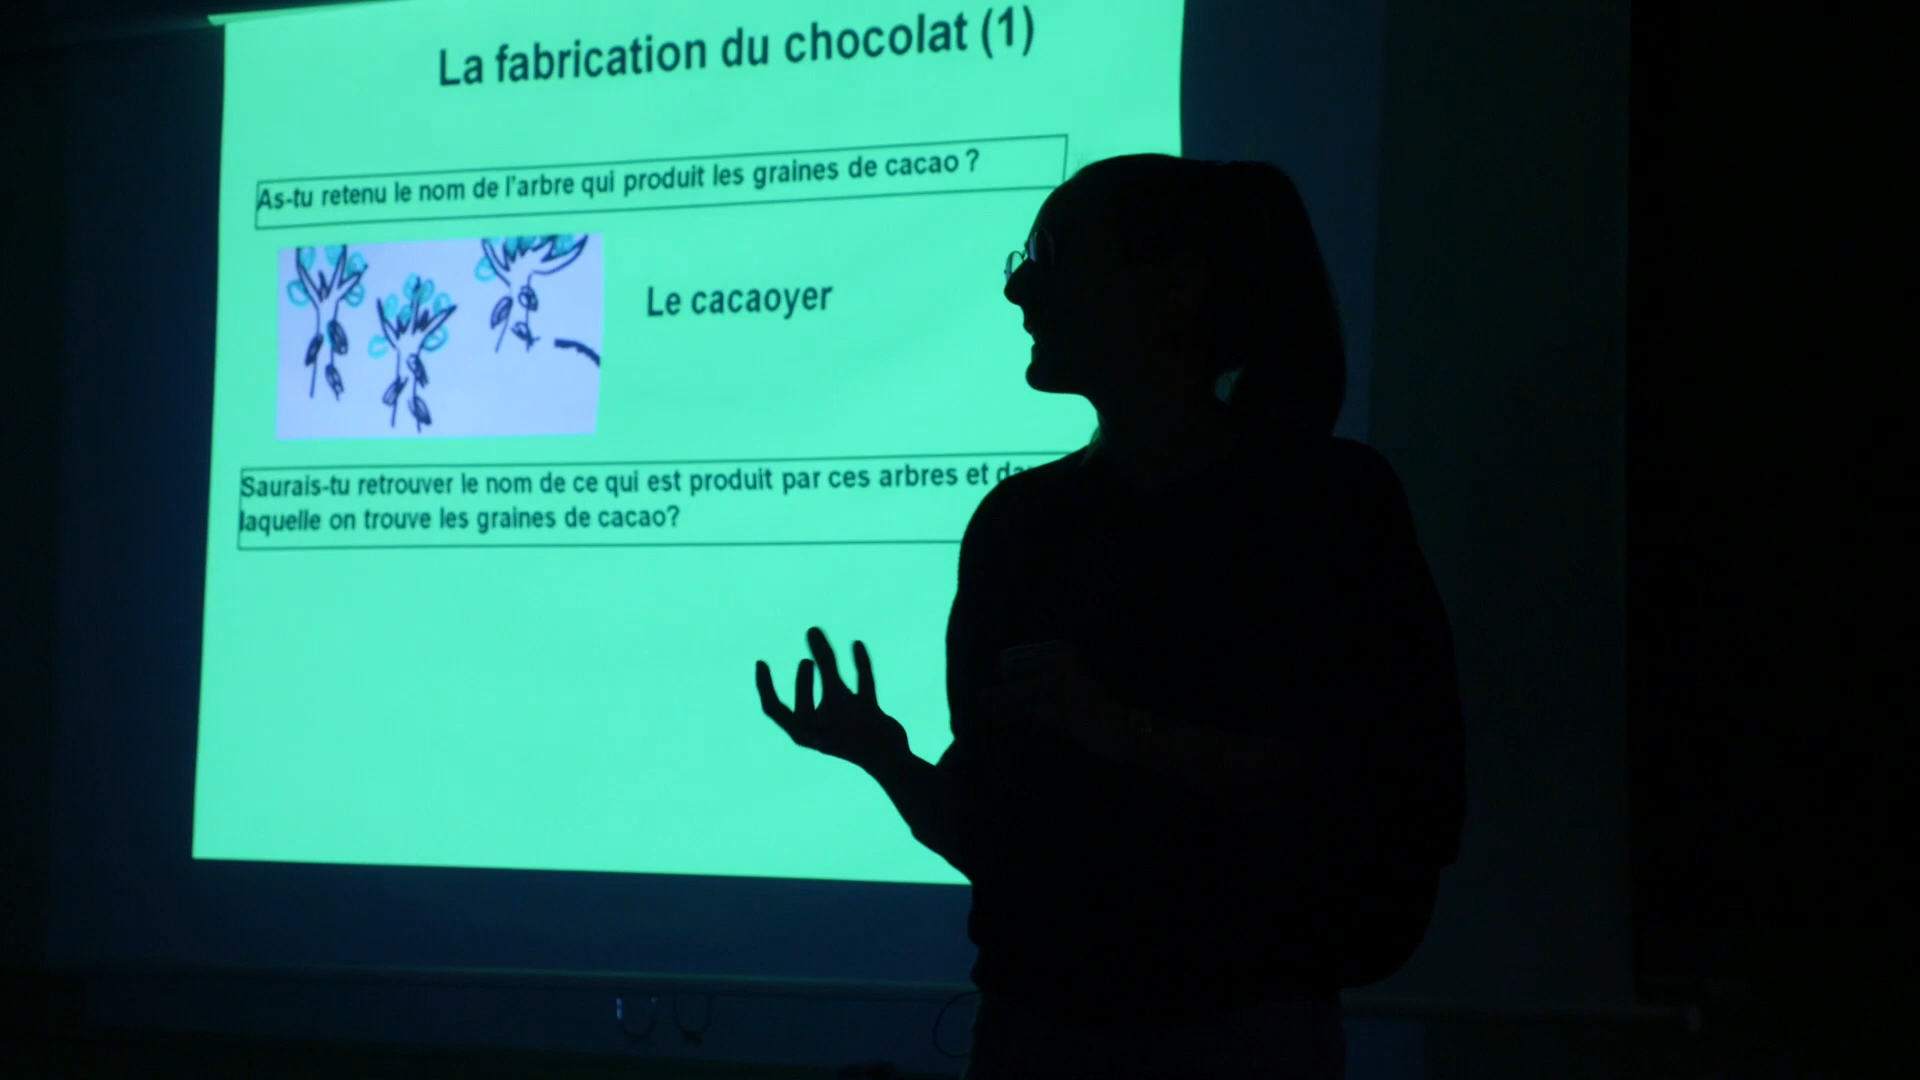 La fabrication du chocolat (1)
As-tu retenu le nom de l'arbre qui produit les graines de cacao ?
Le cacaoyer
Saurais-tu retrouver le nom de ce qui est produit par ces arbres et
laquelle on trouve les graines de cacao?